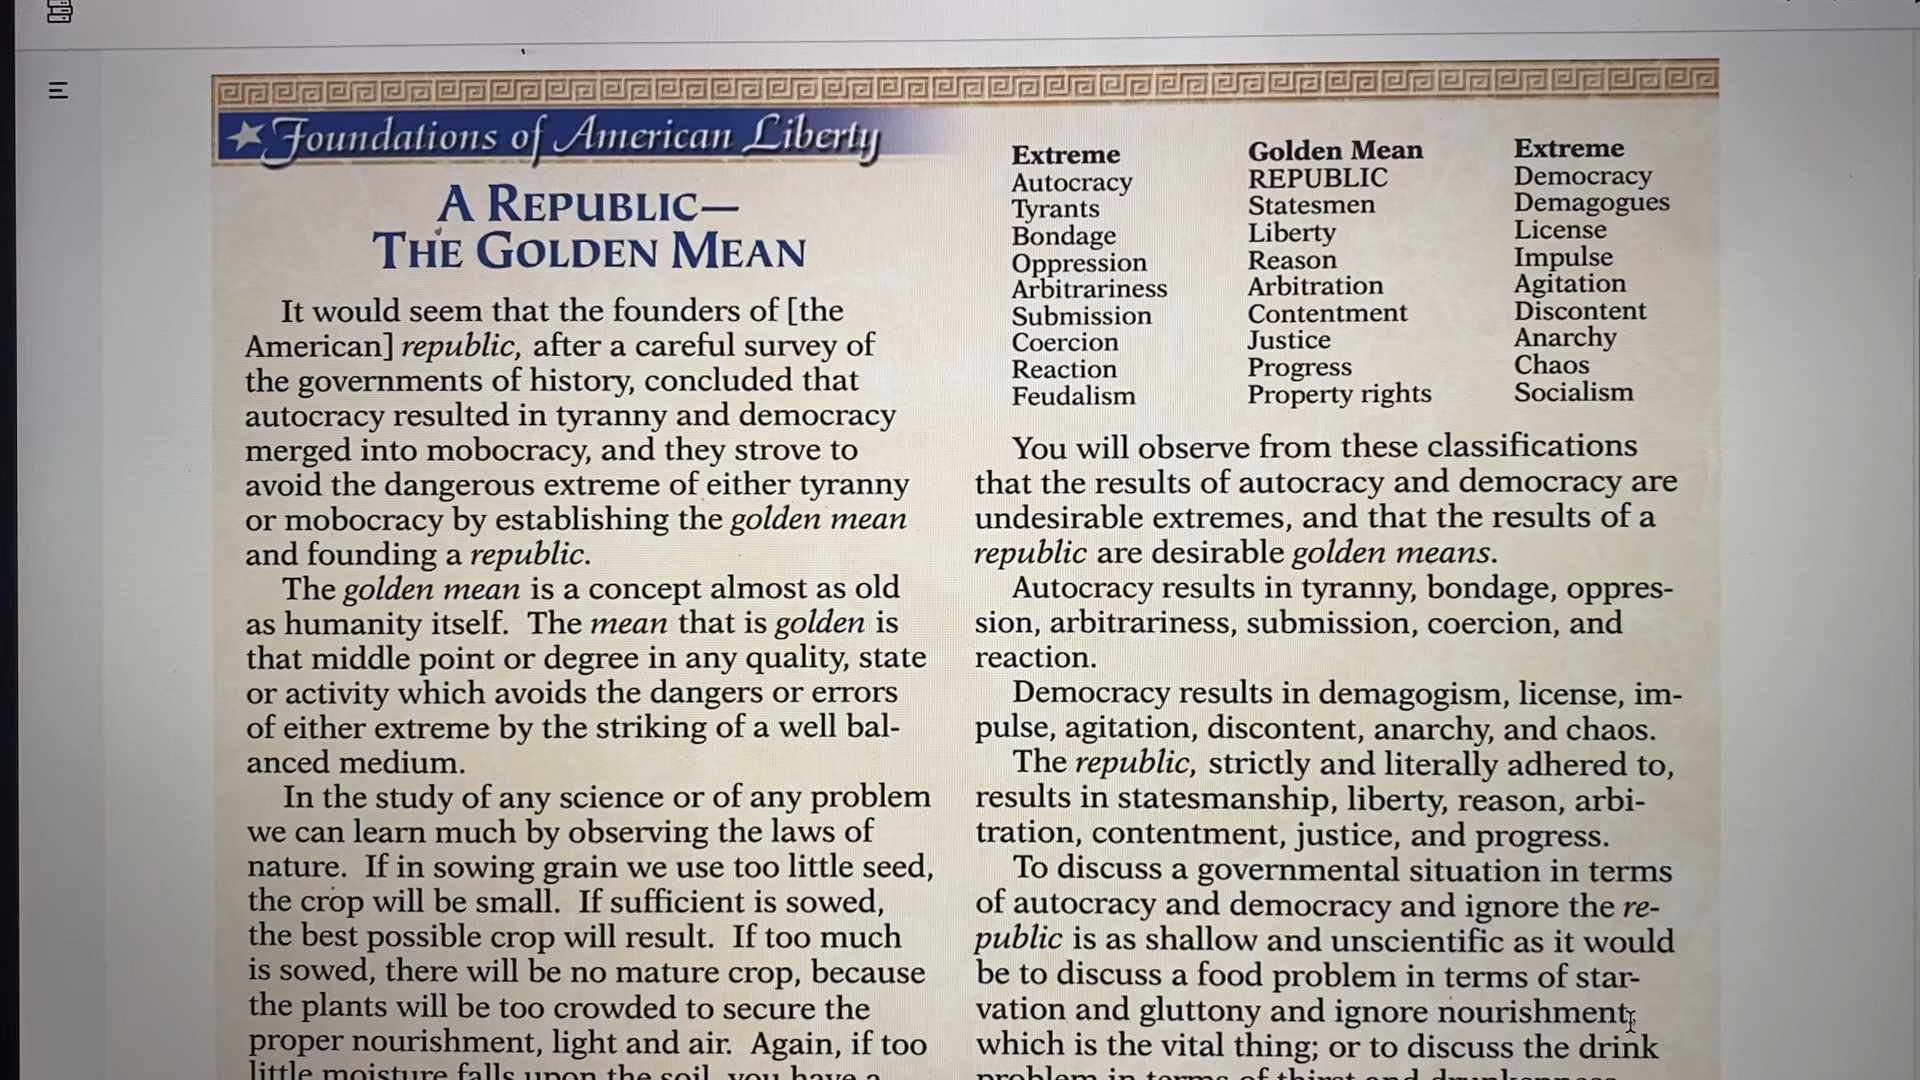 Foundations of American Liberty
A REPUBLIC—
THE GOLDEN MEAN
It would seem that the founders of [the
American] republic, after a careful survey of
the governments of history, concluded that
autocracy resulted in tyranny and democracy
merged into mobocracy, and they strove to
avoid the dangerous extreme of either tyranny
or mobocracy by establishing the golden mean
and founding a republic.
The golden mean is a concept almost as old
as humanity itself. The mean that is golden is
that middle point or degree in any quality, state
or activity which avoids the dangers or errors
of either extreme by the striking of a well bal-
anced medium.
In the study of any science or of any problem
we can learn much by observing the laws of
nature. If in sowing grain we use too little seed,
the crop will be small. If sufficient is sowed,
the best possible crop will result. If too much
is sowed, there will be no mature crop, because
the plants will be too crowded to secure the
proper nourishment, light and air. Again, if too
little moisture falls upon the soil, you have a
Extreme Golden Mean Extreme
Autocracy REPUBLIC Democracy
Tyrants Statesmen Demagogues
Bondage Liberty License
Oppression Reason Impulse
Arbitrariness Arbitration Agitation
Submission Contentment Discontent
Coercion Justice Anarchy
Reaction Progress Chaos
Feudalism Property rights Socialism
You will observe from these classifications
that the results of autocracy and democracy are
undesirable extremes, and that the results of a
republic are desirable golden means.
Autocracy results in tyranny, bondage, oppres-
sion, arbitrariness, submission, coercion, and
reaction.
Democracy results in demagogism, license, im-
pulse, agitation, discontent, anarchy, and chaos.
The republic, strictly and literally adhered to,
results in statesmanship, liberty, reason, arbi-
tration, contentment, justice, and progress.
To discuss a governmental situation in terms
of autocracy and democracy and ignore the re-
public is as shallow and unscientific as it would
be to discuss a food problem in terms of star-
vation and gluttony and ignore nourishment,
which is the vital thing; or to discuss the drink
problem in terms of thirst and drunkenness